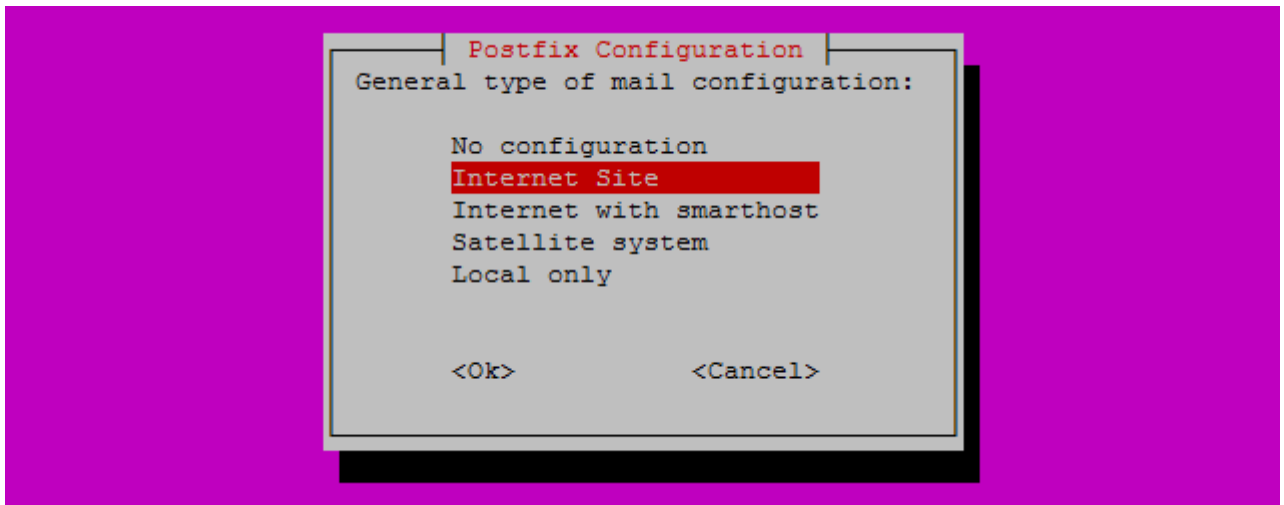 Postfix Configuration
General type of mail configuration:
No configuration
Internet Site
Internet with smarthost
Satellite system
Local only
<Ok> <Cancel>